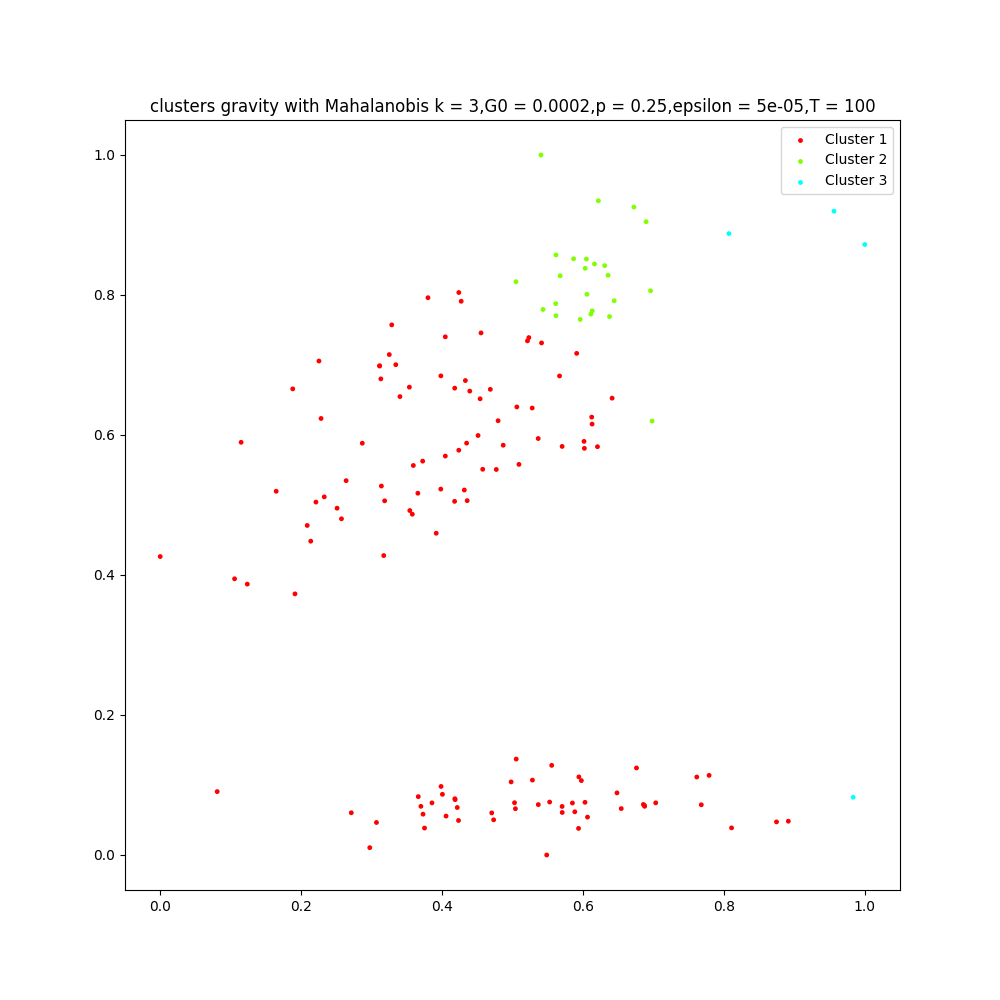 clusters gravity with Mahalanobis k = 3,G0 = 0.0002,p = 0.25,epsilon = 5e-05,T = 100
Cluster 1
Cluster 2
Cluster 3
1.0
0.8
0.6
0.4
0.2
0.0
0.0 0.2 0.4 0.6 0.8 1.0